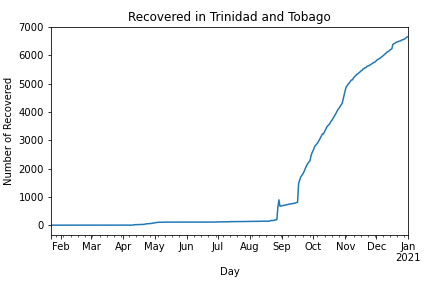 Recovered in Trinidad and Tobago
7000
6000
5000
4000
3000
2000
1000
0
Number of Recovered
Feb Mar Apr May Jun Jul Aug Sep Oct Nov Dec Jan
2021
Day